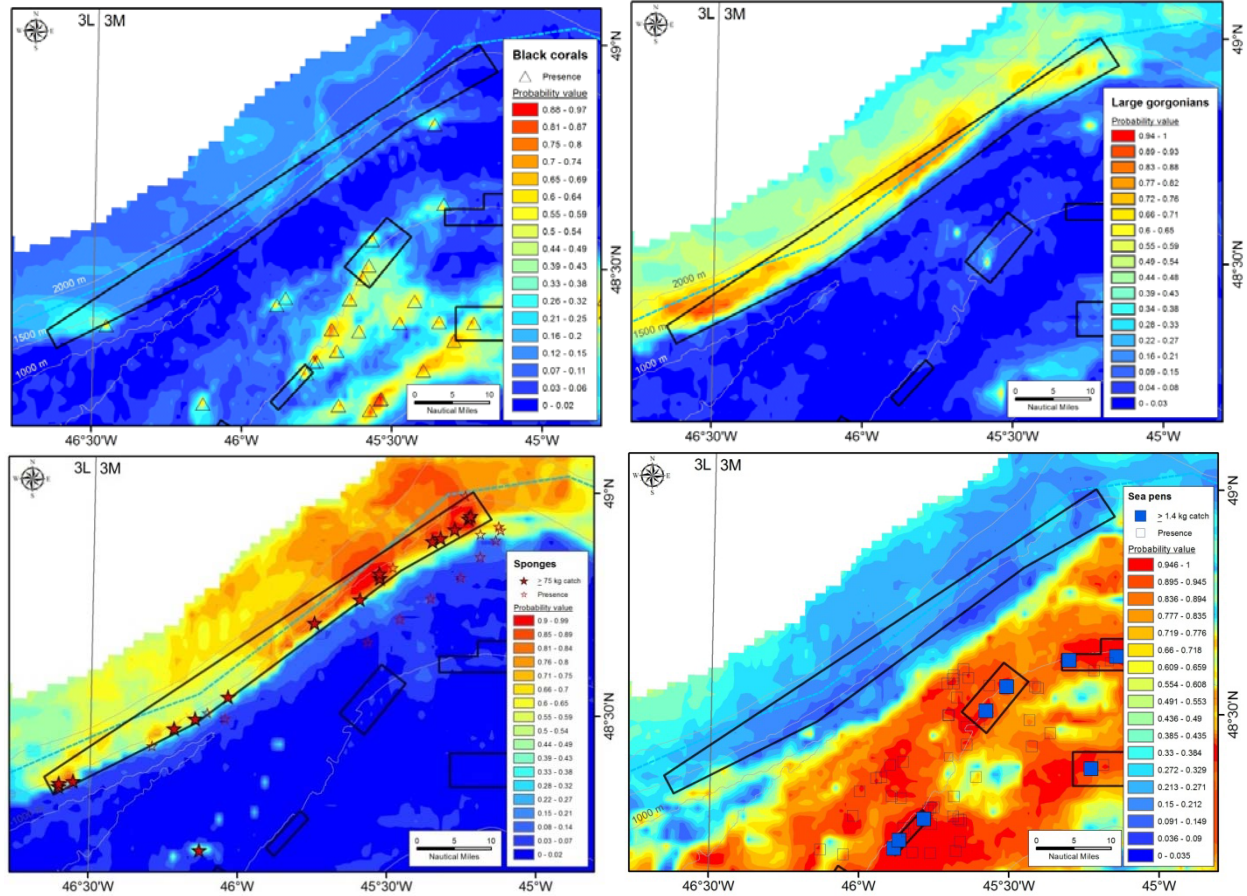 3L 3M
N
W E
S
Black corals
Presence
Probability value
0.88 - 0.97
0.81 - 0.87
0.75 - 0.8
0.7 - 0.74
0.65 - 0.69
0.6 - 0.64
0.55 - 0.59
0.5 - 0.54
0.44 - 0.49
0.39 - 0.43
0.33 - 0.38
0.26 - 0.32
0.21 - 0.25
0.16 - 0.2
0.12 - 0.15
0.07 - 0.11
0.03 - 0.06
0 - 0.02
2000 m
1500 m
1000 m
0 5 10
Nautical Miles
49°N
48°30'N
46°30'W 46°W 45°30'W 45°W
3L 3M
N
W E
S
Large gorgonians
Probability value
0.94 - 1
0.89 - 0.93
0.83 - 0.88
0.77 - 0.82
0.72 - 0.76
0.66 - 0.71
0.6 - 0.65
0.55 - 0.59
0.49 - 0.54
0.44 - 0.48
0.39 - 0.43
0.34 - 0.38
0.28 - 0.33
0.22 - 0.27
0.16 - 0.21
0.09 - 0.15
0.04 - 0.08
0 - 0.03
2000 m
1500 m
1000 m
0 5 10
Nautical Miles
49°N
48°30'N
46°30'W 46°W 45°30'W 45°W
3L 3M
N
W E
S
Sponges
≥ 75 kg catch
Presence
Probability value
0.9 - 0.99
0.85 - 0.89
0.81 - 0.84
0.76 - 0.8
0.71 - 0.75
0.66 - 0.7
0.6 - 0.65
0.55 - 0.59
0.5 - 0.54
0.44 - 0.49
0.39 - 0.43
0.33 - 0.38
0.28 - 0.32
0.22 - 0.27
0.15 - 0.21
0.08 - 0.14
0.03 - 0.07
0 - 0.02
1000 m
0 5 10
Nautical Miles
49°N
48°30'N
46°30'W 46°W 45°30'W 45°W
3L 3M
N
W E
S
Sea pens
≥ 1.4 kg catch
Presence
Probability value
0.946 - 1
0.895 - 0.945
0.836 - 0.894
0.777 - 0.835
0.719 - 0.776
0.66 - 0.718
0.609 - 0.659
0.554 - 0.608
0.491 - 0.553
0.436 - 0.49
0.385 - 0.435
0.33 - 0.384
0.272 - 0.329
0.213 - 0.271
0.15 - 0.212
0.091 - 0.149
0.036 - 0.09
0 - 0.035
1000 m
0 5 10
Nautical Miles
49°N
48°30'N
46°30'W 46°W 45°30'W 45°W